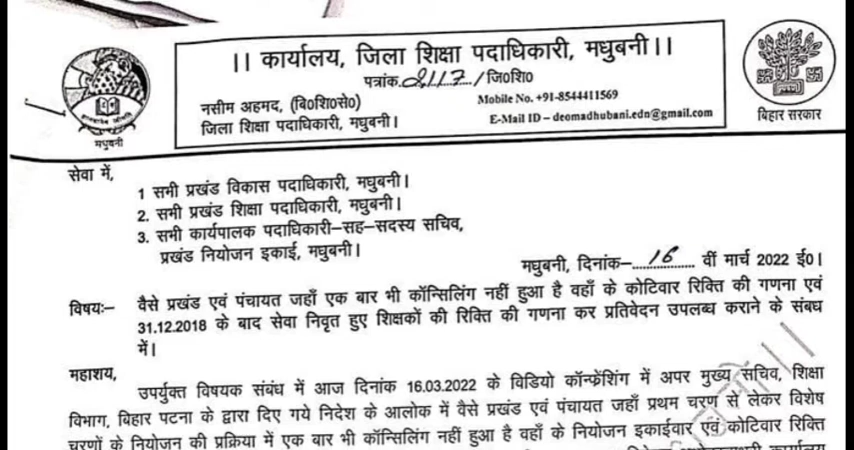 ।। कार्यालय, जिला शिक्षा पदाधिकारी, मधुबनी।।
पत्रांक. 2117 /जि०शि०
नसीम अहमद, (बि०शि०से०)
जिला शिक्षा पदाधिकारी, मधुबनी।
Mobile No. +91-8544411569
E-Mail ID – deomadhubani.edn@gmail.com
मधुबनी
बिहार सरकार
सेवा में,
1 सभी प्रखंड विकास पदाधिकारी, मधुबनी।
2. सभी प्रखंड शिक्षा पदाधिकारी, मधुबनी।
3. सभी कार्यपालक पदाधिकारी–सह–सदस्य सचिव,
प्रखंड नियोजन इकाई, मधुबनी।
मधुबनी, दिनांक– 16 वीं मार्च 2022 ई०।
विषयः– वैसे प्रखंड एवं पंचायत जहाँ एक बार भी कॉन्सिलिंग नहीं हुआ है वहाँ के कोटिवार रिक्ति की गणना एवं
31.12.2018 के बाद सेवा निवृत हुए शिक्षकों की रिक्ति की गणना कर प्रतिवेदन उपलब्ध कराने के संबध
में।
महाशय,
उपर्युक्त विषयक संबंध में आज दिनांक 16.03.2022 के विडियो कॉन्फ्रेंशिंग में अपर मुख्य सचिव, शिक्षा
विभाग, बिहार पटना के द्वारा दिए गये निदेश के आलोक में वैसे प्रखंड एवं पंचायत जहाँ प्रथम चरण से लेकर विशेष
चरणों के नियोजन की प्रक्रिया में एक बार भी कॉन्सिलिंग नहीं हुआ है वहाँ के नियोजन इकाईवार एवं कोटिवार रिक्ति